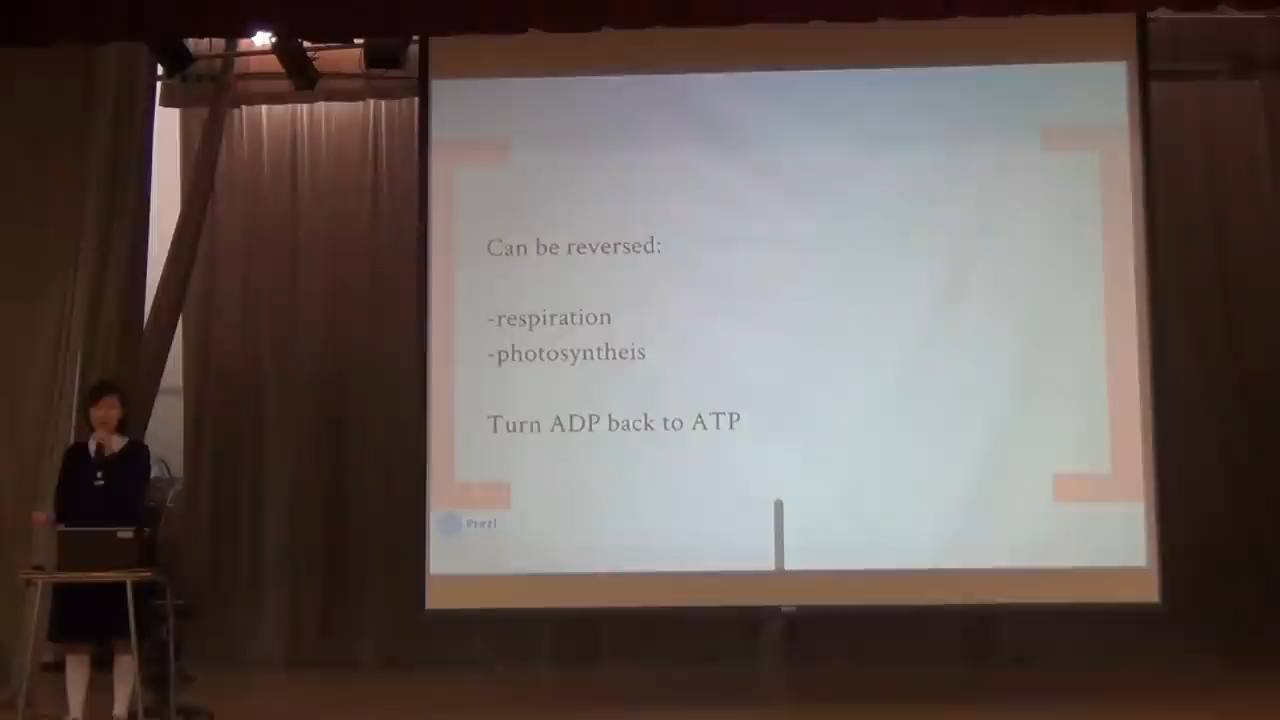 Can be reversed:
-respiration
-photosyntheis
Turn ADP back to ATP
Prezi